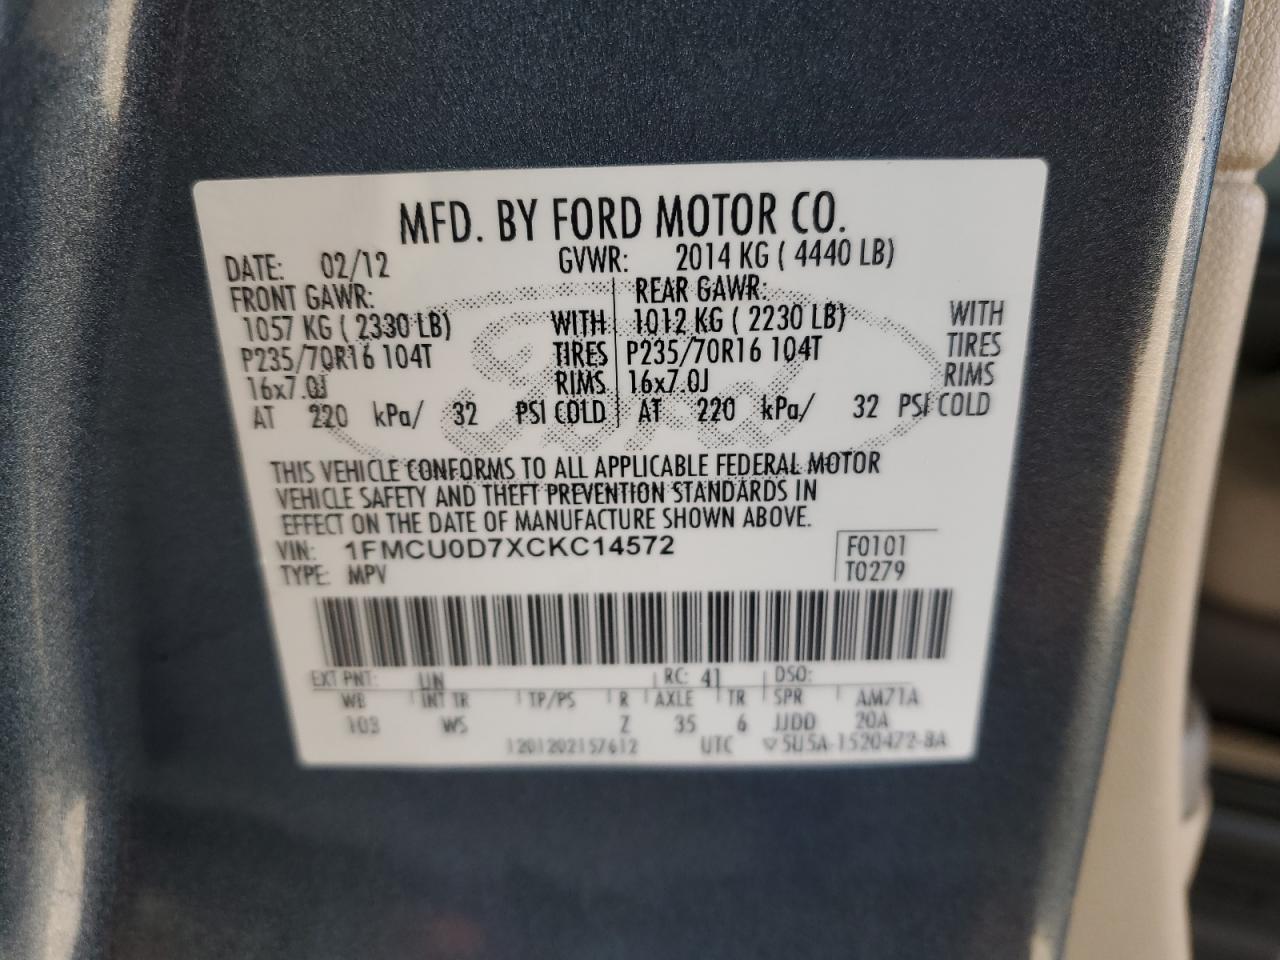 MFD. BY FORD MOTOR CO.
DATE: 02/12 GVWR: 2014 KG ( 4440 LB)
FRONT GAWR: REAR GAWR:
1057 KG ( 2330 LB) WITH 1012 KG ( 2230 LB) WITH
P235/70R16 104T TIRES P235/70R16 104T TIRES
16x7.0J RIMS 16x7.0J RIMS
AT 220 kPa/ 32 PSI COLD AT 220 kPa/ 32 PSI COLD
Ford
THIS VEHICLE CONFORMS TO ALL APPLICABLE FEDERAL MOTOR
VEHICLE SAFETY AND THEFT PREVENTION STANDARDS IN
EFFECT ON THE DATE OF MANUFACTURE SHOWN ABOVE.
VIN: 1FMCU0D7XCKC14572 F0101
TYPE: MPV T0279
EXT PNT: UN RC: 41 DSO:
WB INT TR TP/PS R AXLE TR SPR AM71A
103 WS Z 35 6 JJDD 20A
1201202157612 UTC ▽5U5A-1520472-BA